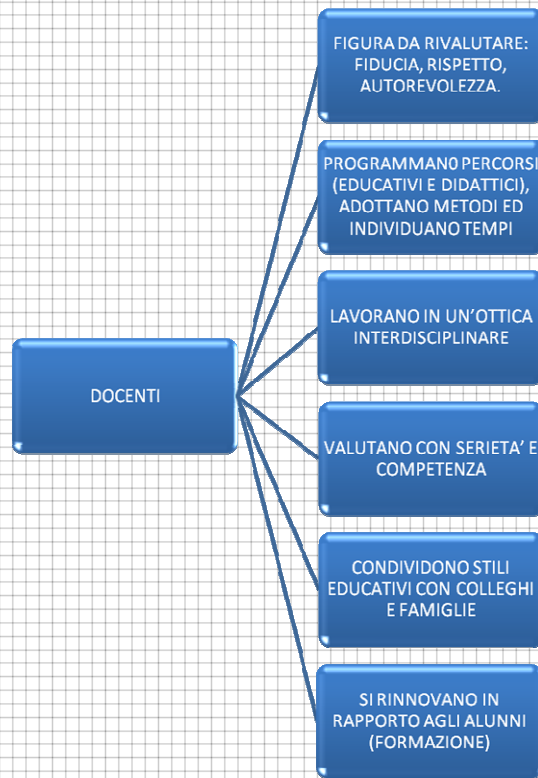 FIGURA DA RIVALUTARE:
FIDUCIA, RISPETTO,
AUTOREVOLEZZA.
PROGRAMMAN0 PERCORSI
(EDUCATIVI E DIDATTICI),
ADOTTANO METODI ED
INDIVIDUANO TEMPI
LAVORANO IN UN’OTTICA
INTERDISCIPLINARE
DOCENTI
VALUTANO CON SERIETA’ E
COMPETENZA
CONDIVIDONO STILI
EDUCATIVI CON COLLEGHI
E FAMIGLIE
SI RINNOVANO IN
RAPPORTO AGLI ALUNNI
(FORMAZIONE)